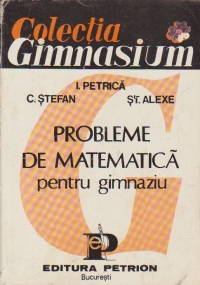 Colecția
Gimnasium
I. PETRICĂ
C. ȘTEFAN ȘT. ALEXE
PROBLEME
DE MATEMATICĂ
pentru gimnaziu
EDITURA PETRION
București